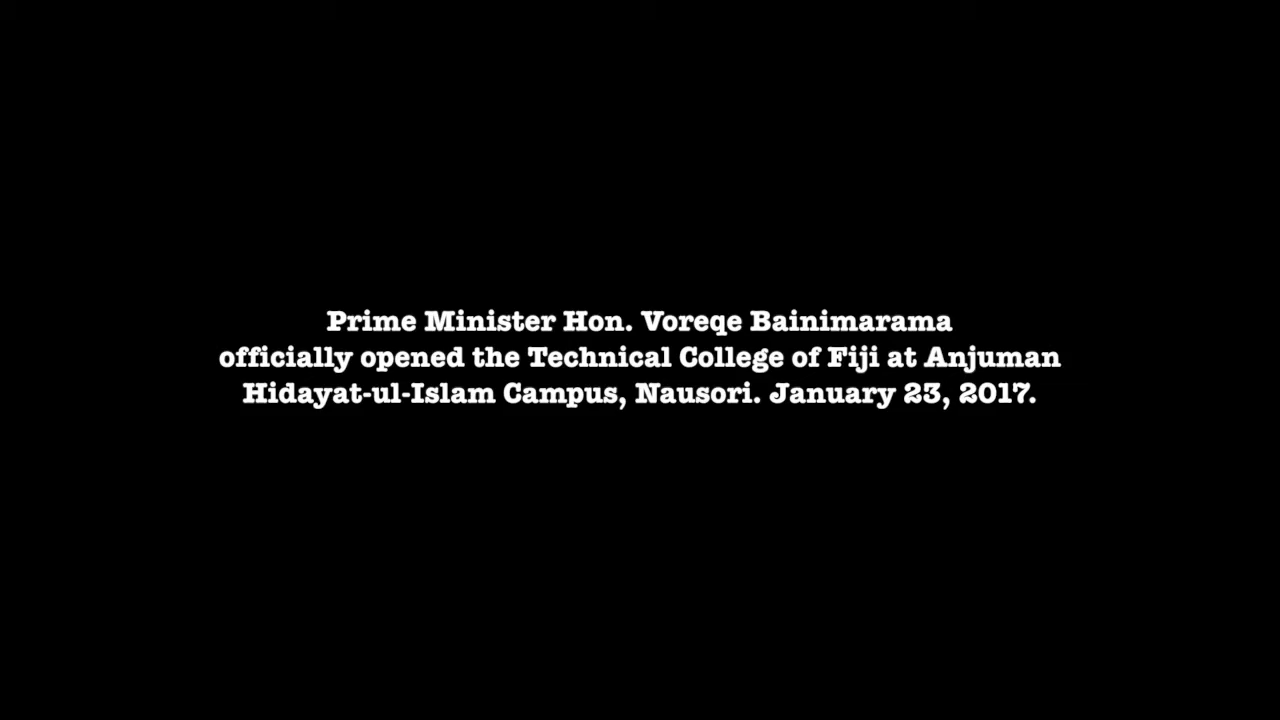 Prime Minister Hon. Voreqe Bainimarama
officially opened the Technical College of Fiji at Anjuman
Hidayat-ul-Islam Campus, Nausori. January 23, 2017.